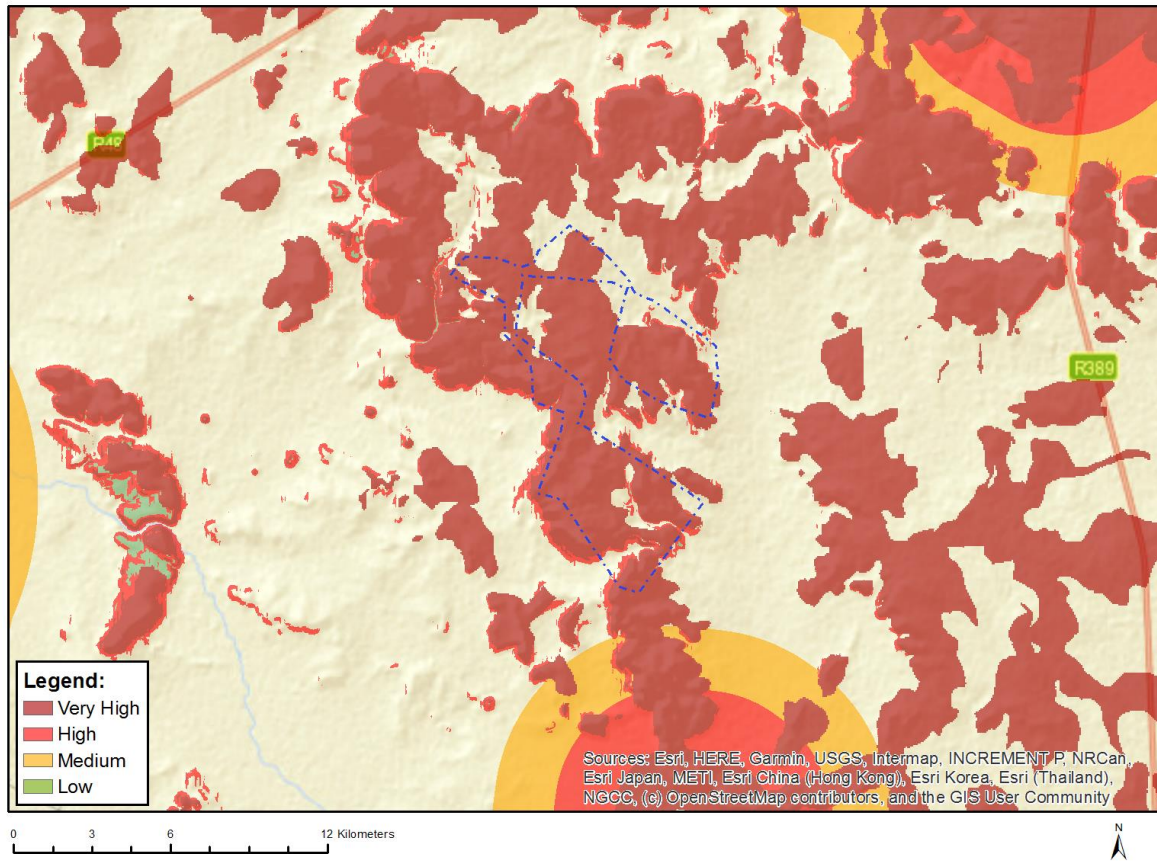 R48
R389
Legend:
Very High
High
Medium
Low
Sources: Esri, HERE, Garmin, USGS, Intermap, INCREMENT P, NRCan,
Esri Japan, METI, Esri China (Hong Kong), Esri Korea, Esri (Thailand),
NGCC, (c) OpenStreetMap contributors, and the GIS User Community
0 3 6 12 Kilometers
N